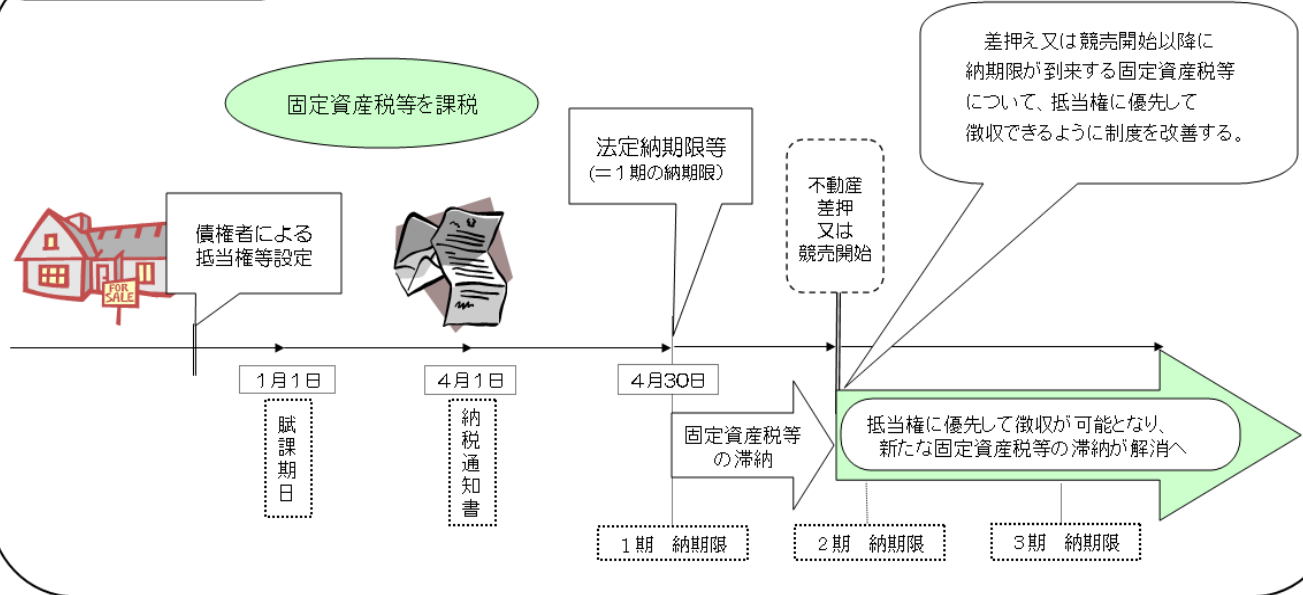 固定資産税等を課税
差押え又は競売開始以降に
納期限が到来する固定資産税等
について、抵当権に優先して
徴収できるように制度を改善する。
法定納期限等
(＝１期の納期限)
不動産
差押
又は
競売開始
債権者による
抵当権等設定
FOR
SALE
1月1日
4月1日
4月30日
賦課期日
納税通知書
固定資産税等
の滞納
抵当権に優先して徴収が可能となり、
新たな固定資産税等の滞納が解消へ
１期　納期限
２期　納期限
３期　納期限